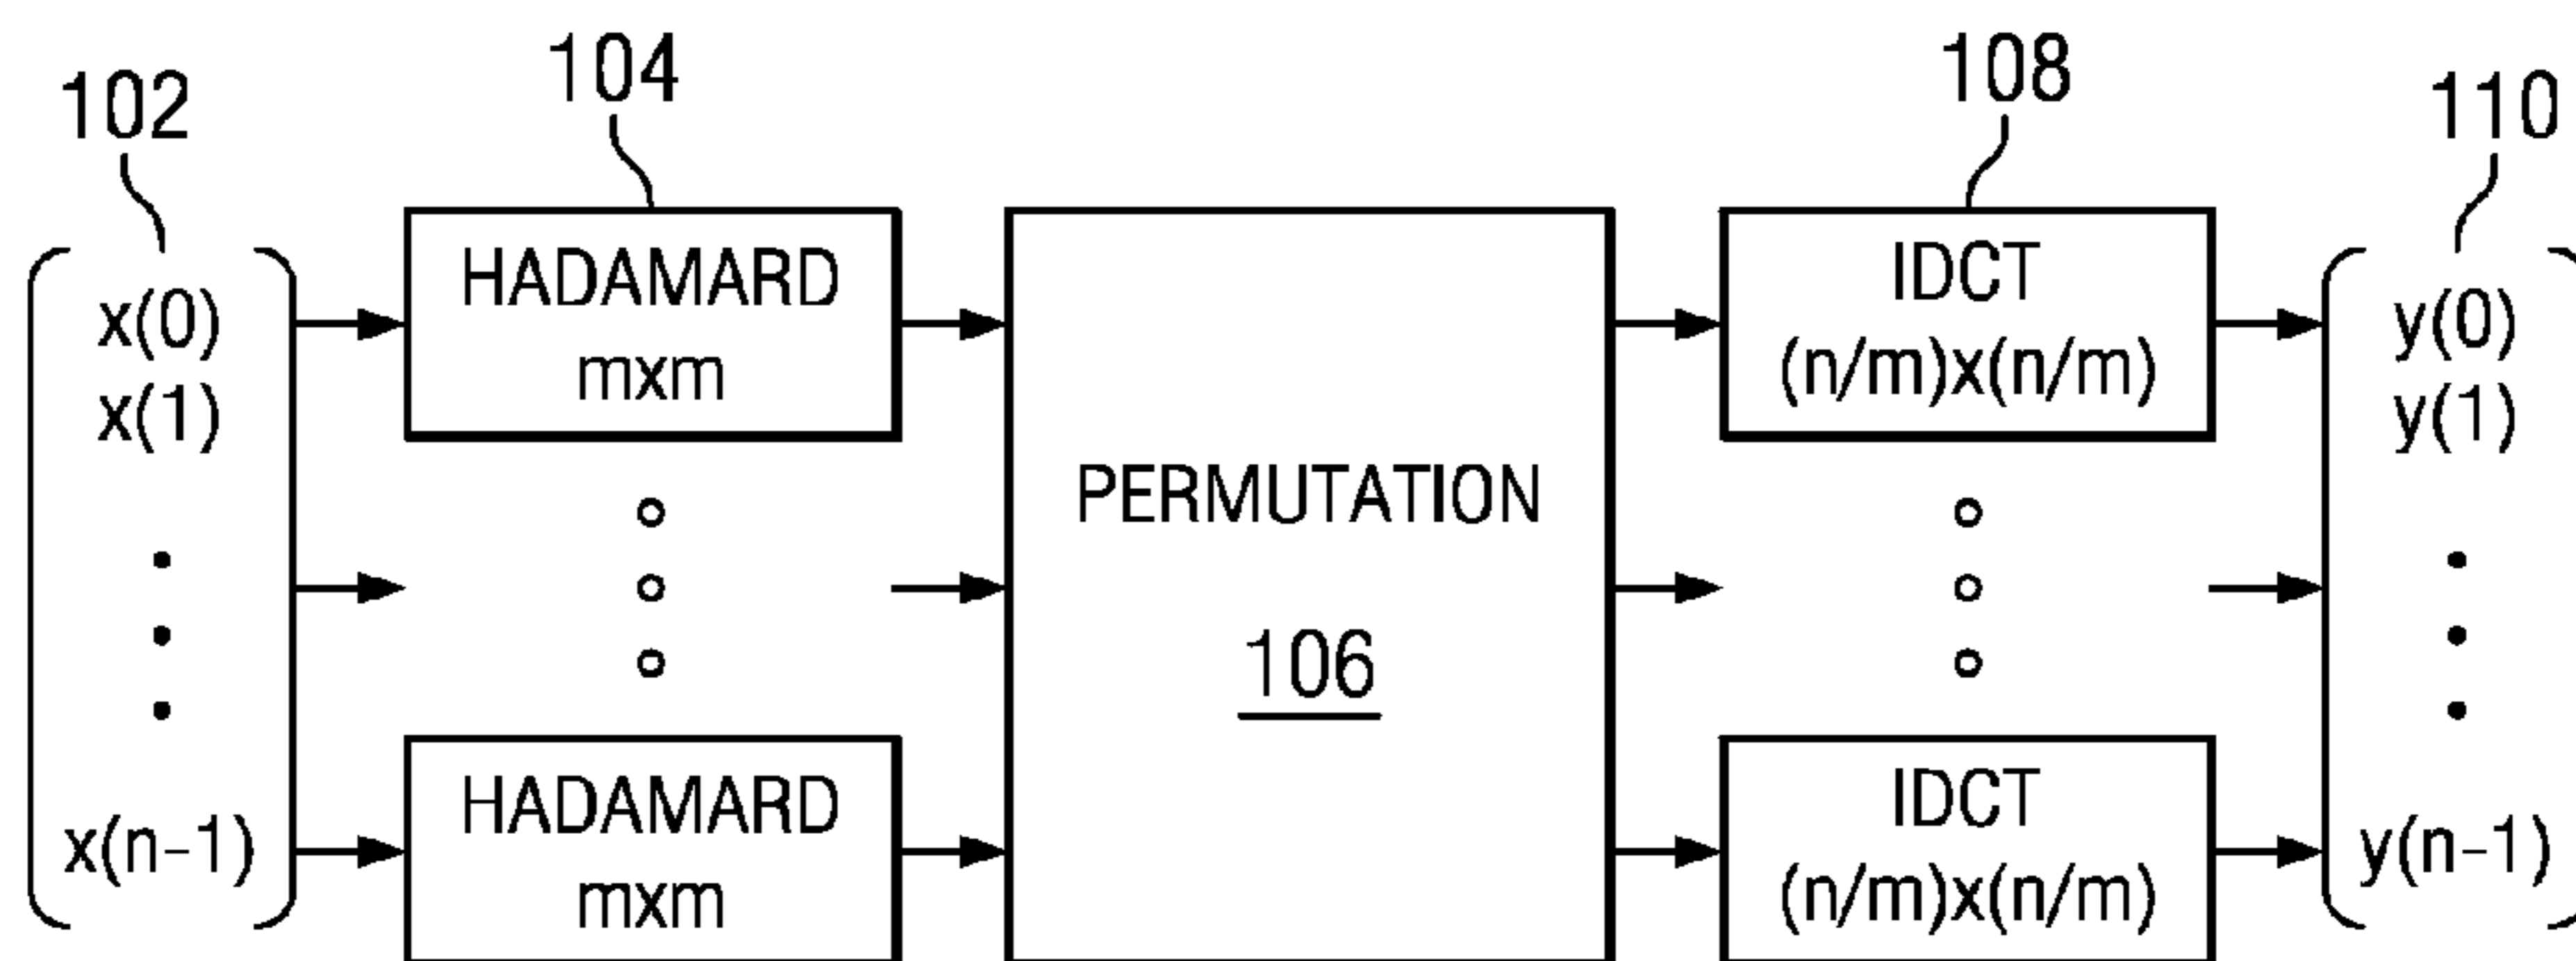 102
104
108
110
x(0)
x(1)
x(n-1)
HADAMARD
mxm
HADAMARD
mxm
PERMUTATION
106
IDCT
(n/m)x(n/m)
IDCT
(n/m)x(n/m)
y(0)
y(1)
y(n-1)